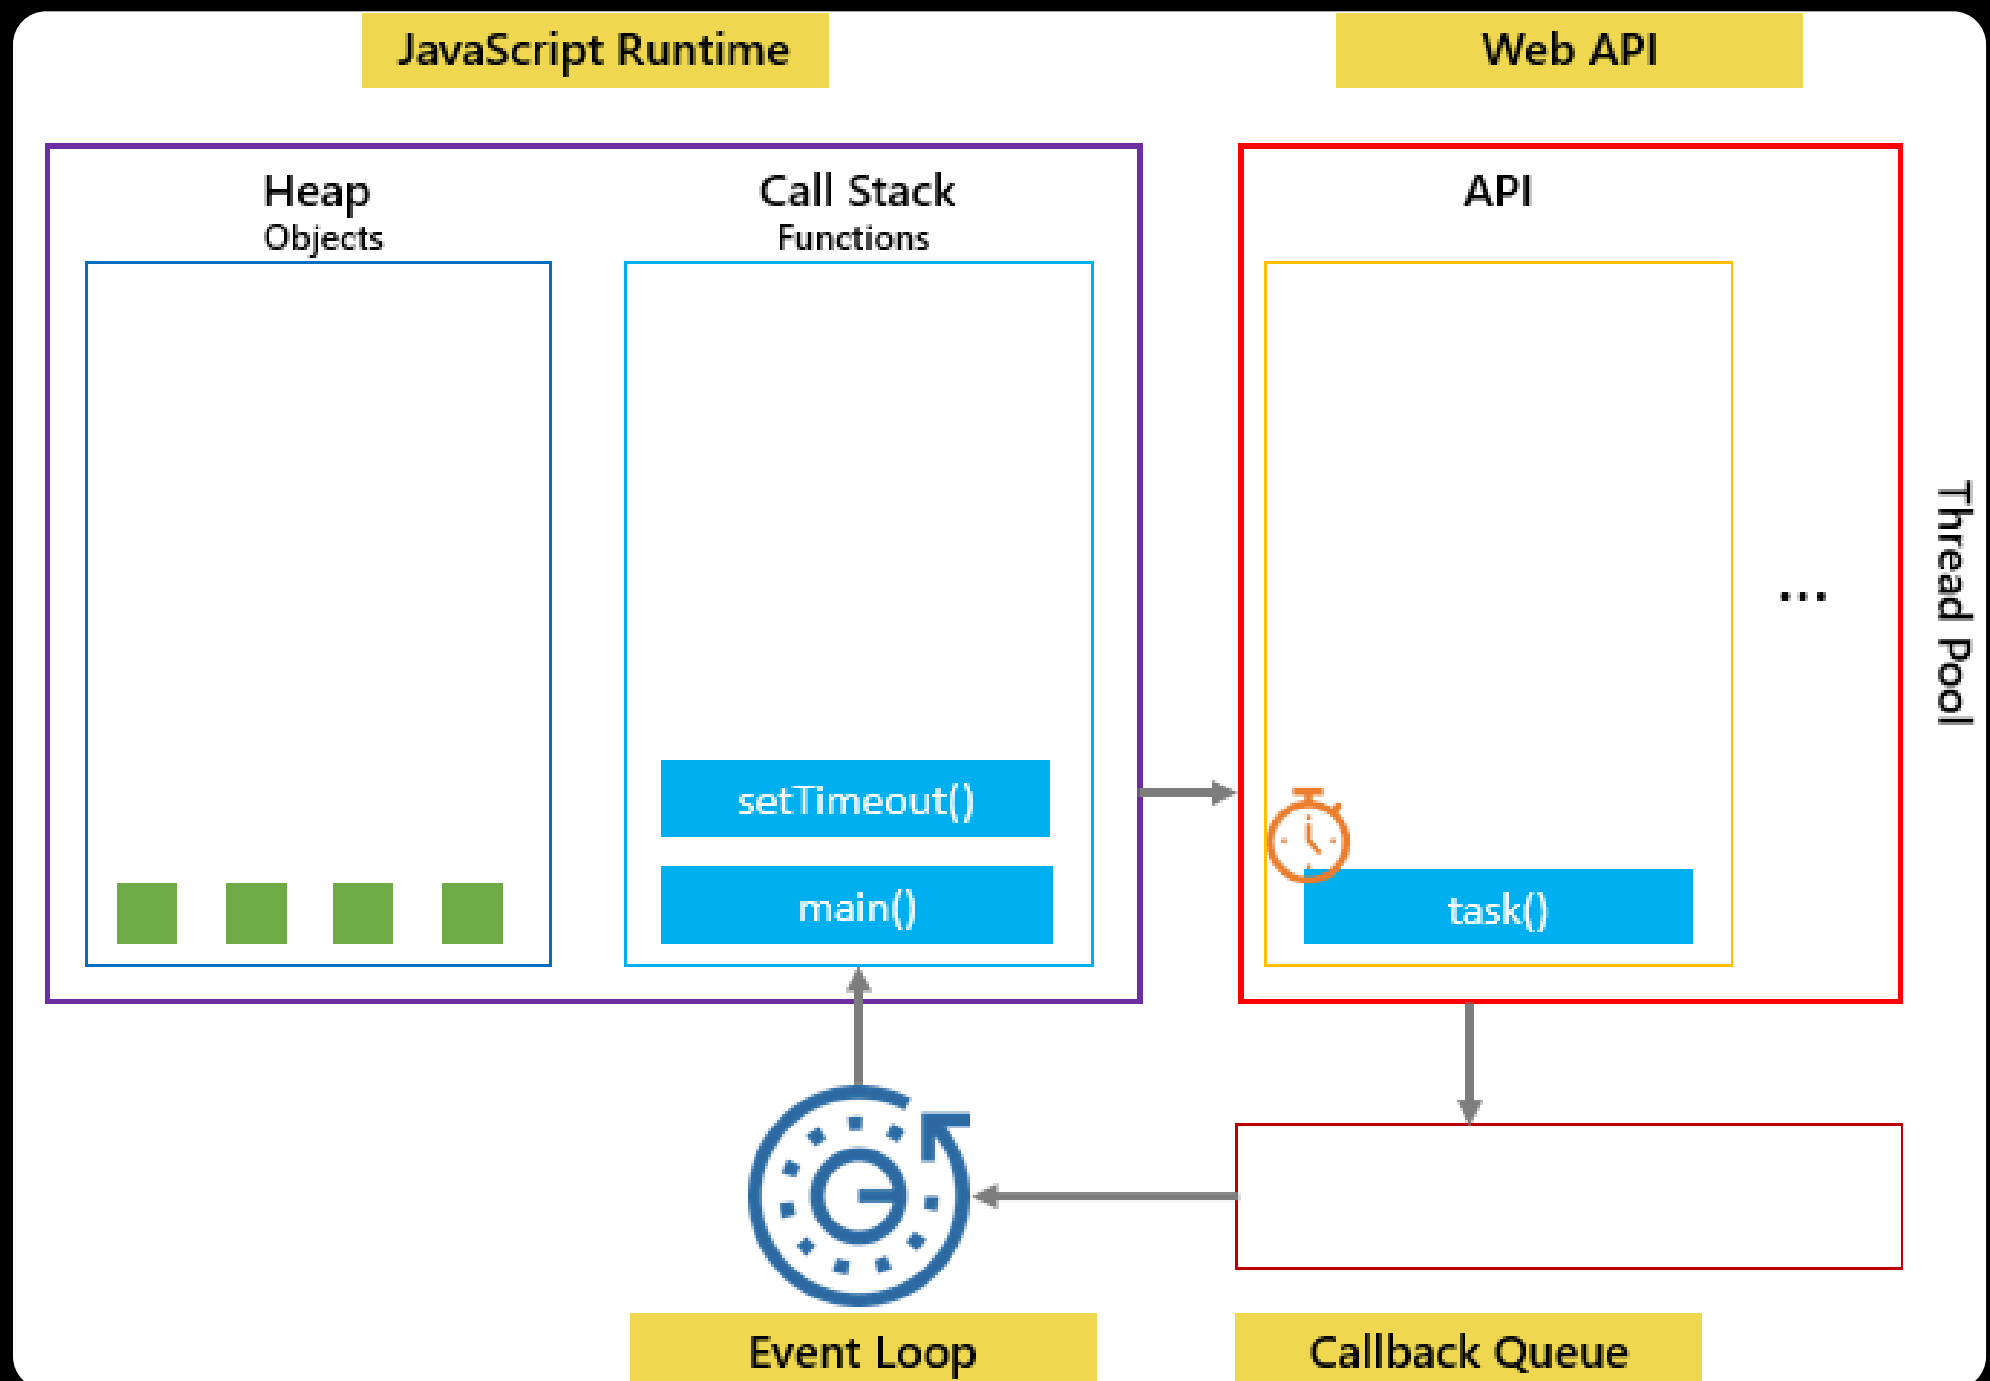 JavaScript Runtime
Web API
Heap
Objects
Call Stack
Functions
API
Thread Pool
...
setTimeout()
main()
task()
Event Loop
Callback Queue